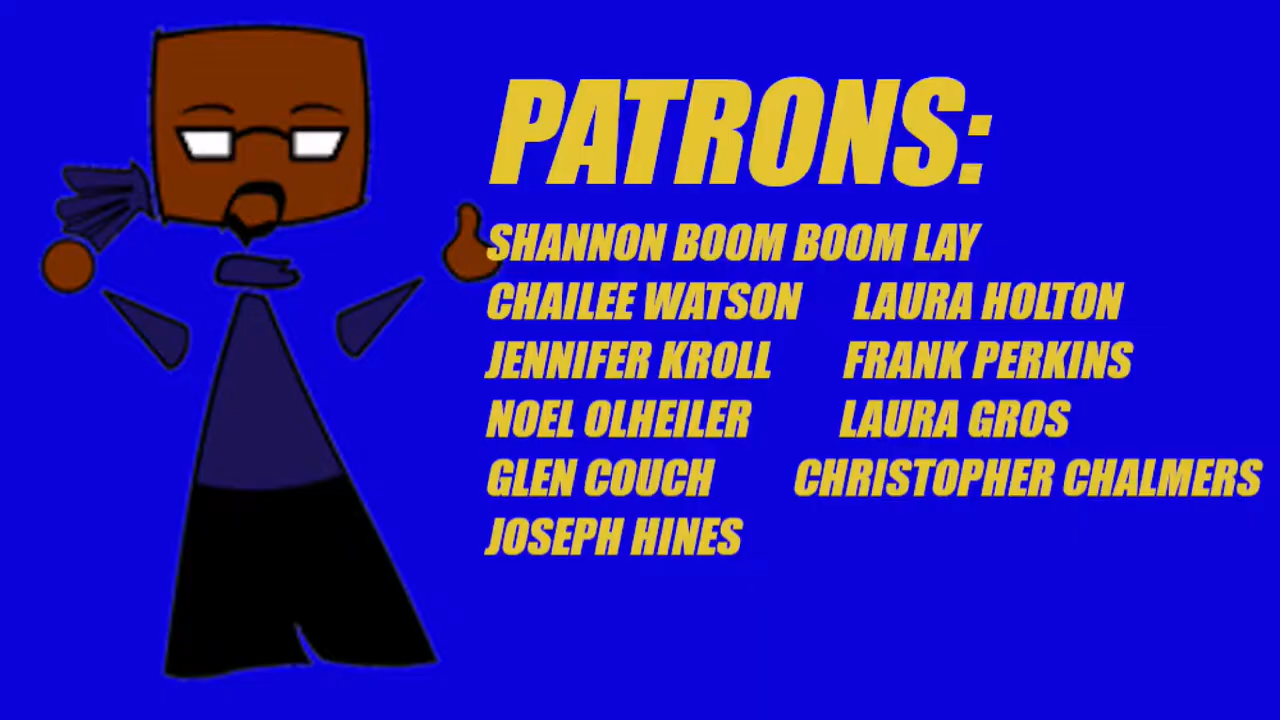 PATRONS:
SHANNON BOOM BOOM LAY
CHAILEE WATSON LAURA HOLTON
JENNIFER KROLL FRANK PERKINS
NOEL OLHEILER LAURA GROS
GLEN COUCH CHRISTOPHER CHALMERS
JOSEPH HINES